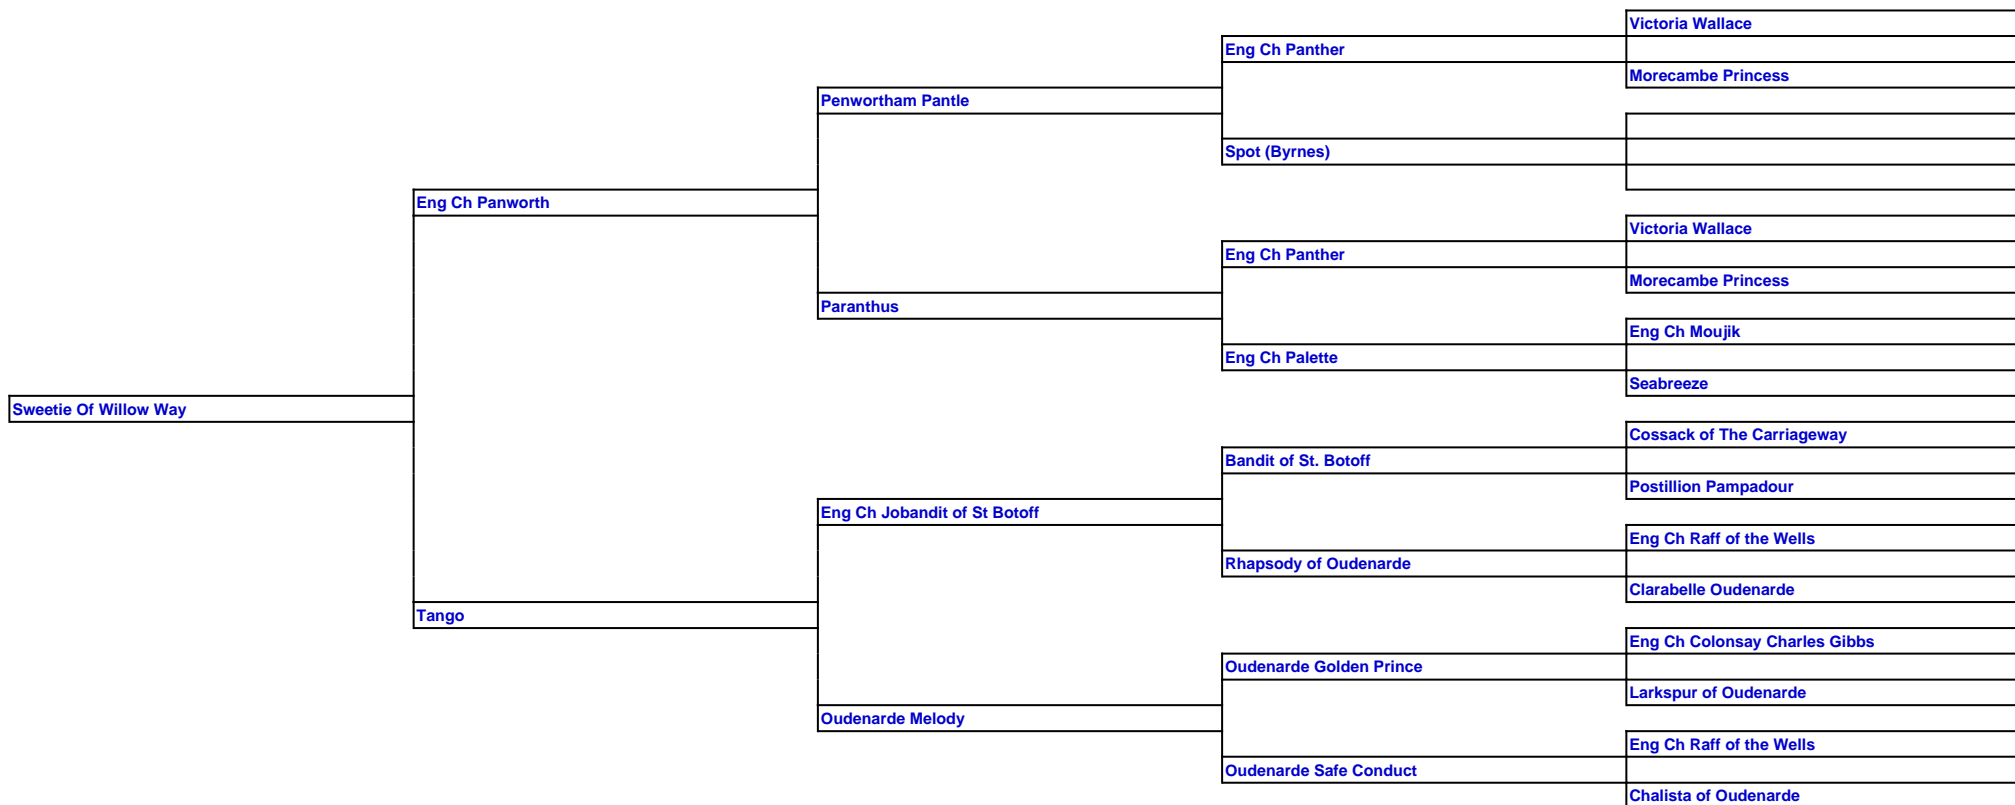 Victoria Wallace
Eng Ch Panther
Morecambe Princess
Penwortham Pantle
Spot (Byrnes)
Eng Ch Panworth
Victoria Wallace
Eng Ch Panther
Morecambe Princess
Paranthus
Eng Ch Moujik
Eng Ch Palette
Seabreeze
Sweetie Of Willow Way
Cossack of The Carriageway
Bandit of St. Botoff
Postillion Pampadour
Eng Ch Jobandit of St Botoff
Eng Ch Raff of the Wells
Rhapsody of Oudenarde
Clarabelle Oudenarde
Tango
Eng Ch Colonsay Charles Gibbs
Oudenarde Golden Prince
Larkspur of Oudenarde
Oudenarde Melody
Eng Ch Raff of the Wells
Oudenarde Safe Conduct
Chalista of Oudenarde